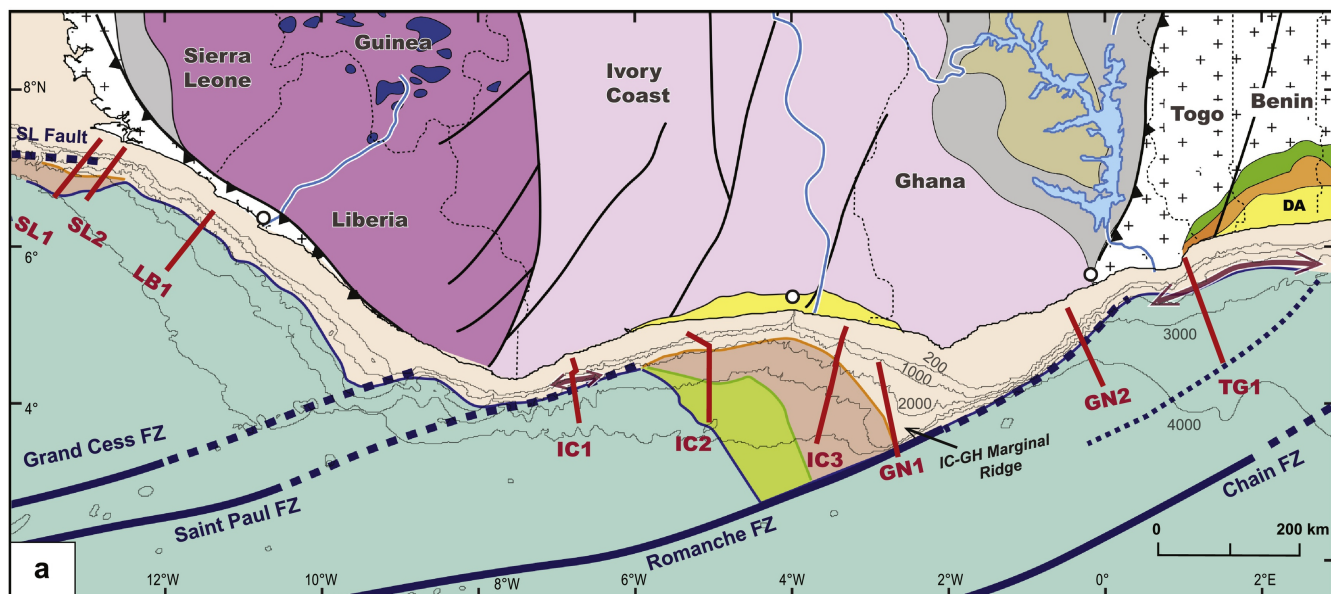 Guinea
Sierra
Leone
Ivory
Coast
Benin
Togo
8°N
SL Fault
Ghana
Liberia
DA
SL1
SL2
LB1
6°
3000
200
1000
2000
4°
IC1
IC2
IC3
GN1
GN2
TG1
4000
IC-GH Marginal
Ridge
Grand Cess FZ
Saint Paul FZ
Romanche FZ
Chain FZ
0
200 km
a
12°W
10°W
8°W
6°W
4°W
2°W
0°
2°E